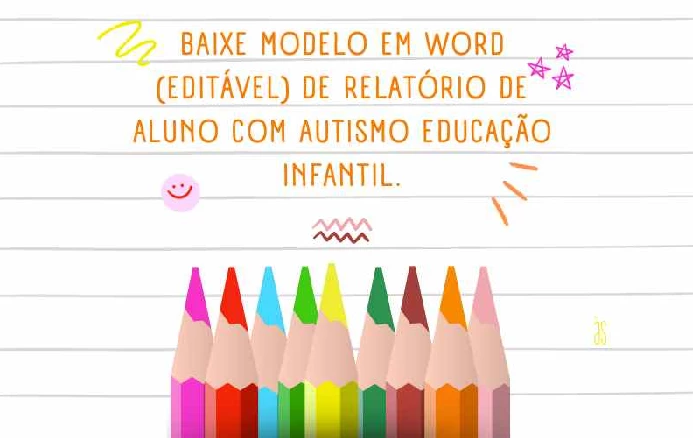 BAIXE MODELO EM WORD
(EDITÁVEL) DE RELATÓRIO DE
ALUNO COM AUTISMO EDUCAÇÃO
INFANTIL.